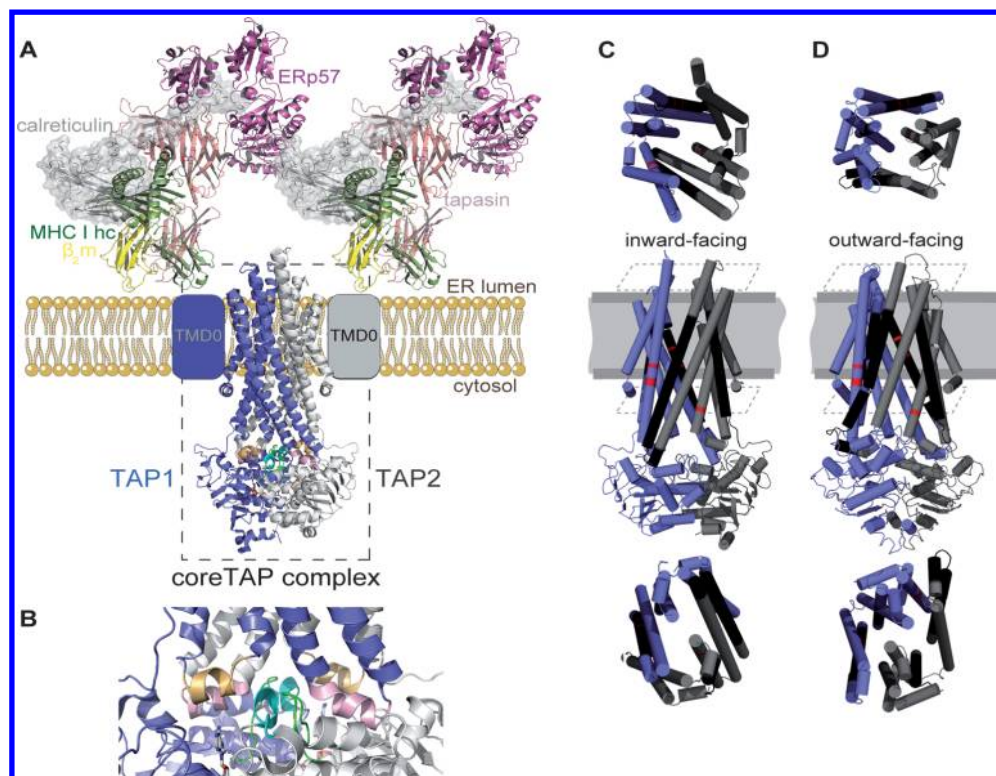 A
ERp57
calreticulin
tapasin
MHC I hc
β2m
ER lumen
TMD0
TMD0
cytosol
TAP1
TAP2
coreTAP complex
B
C
D
inward-facing
outward-facing